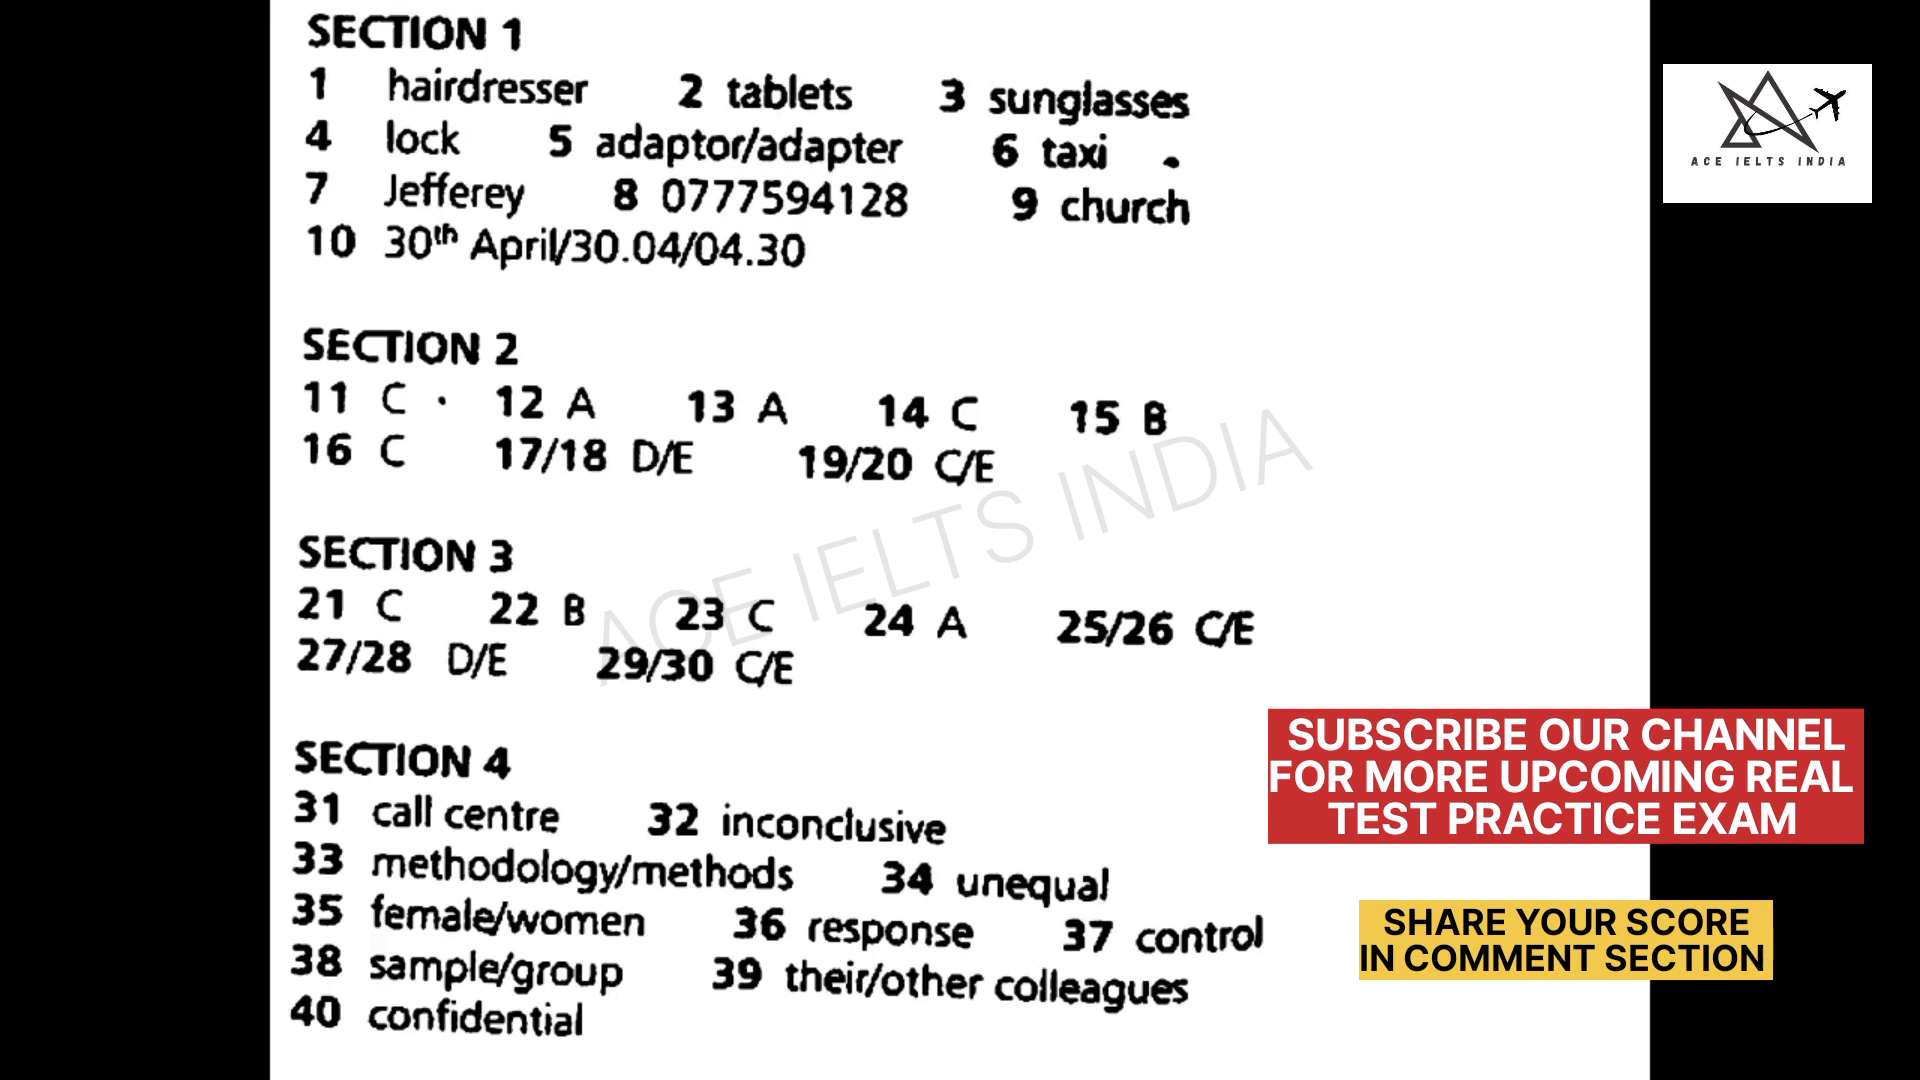 SECTION 1
1 hairdresser 2 tablets 3 sunglasses
4 lock 5 adaptor/adapter 6 taxi
7 Jefferey 8 0777594128 9 church
10 30th April/30.04/04.30
SECTION 2
11 C 12 A 13 A 14 C 15 B
16 C 17/18 D/E 19/20 C/E
SECTION 3
21 C 22 B 23 C 24 A 25/26 C/E
27/28 D/E 29/30 C/E
SECTION 4
31 call centre 32 inconclusive
33 methodology/methods 34 unequal
35 female/women 36 response 37 control
38 sample/group 39 their/other colleagues
40 confidential
ACE IELTS INDIA
ACE IELTS INDIA
SUBSCRIBE OUR CHANNEL
FOR MORE UPCOMING REAL
TEST PRACTICE EXAM
SHARE YOUR SCORE
IN COMMENT SECTION